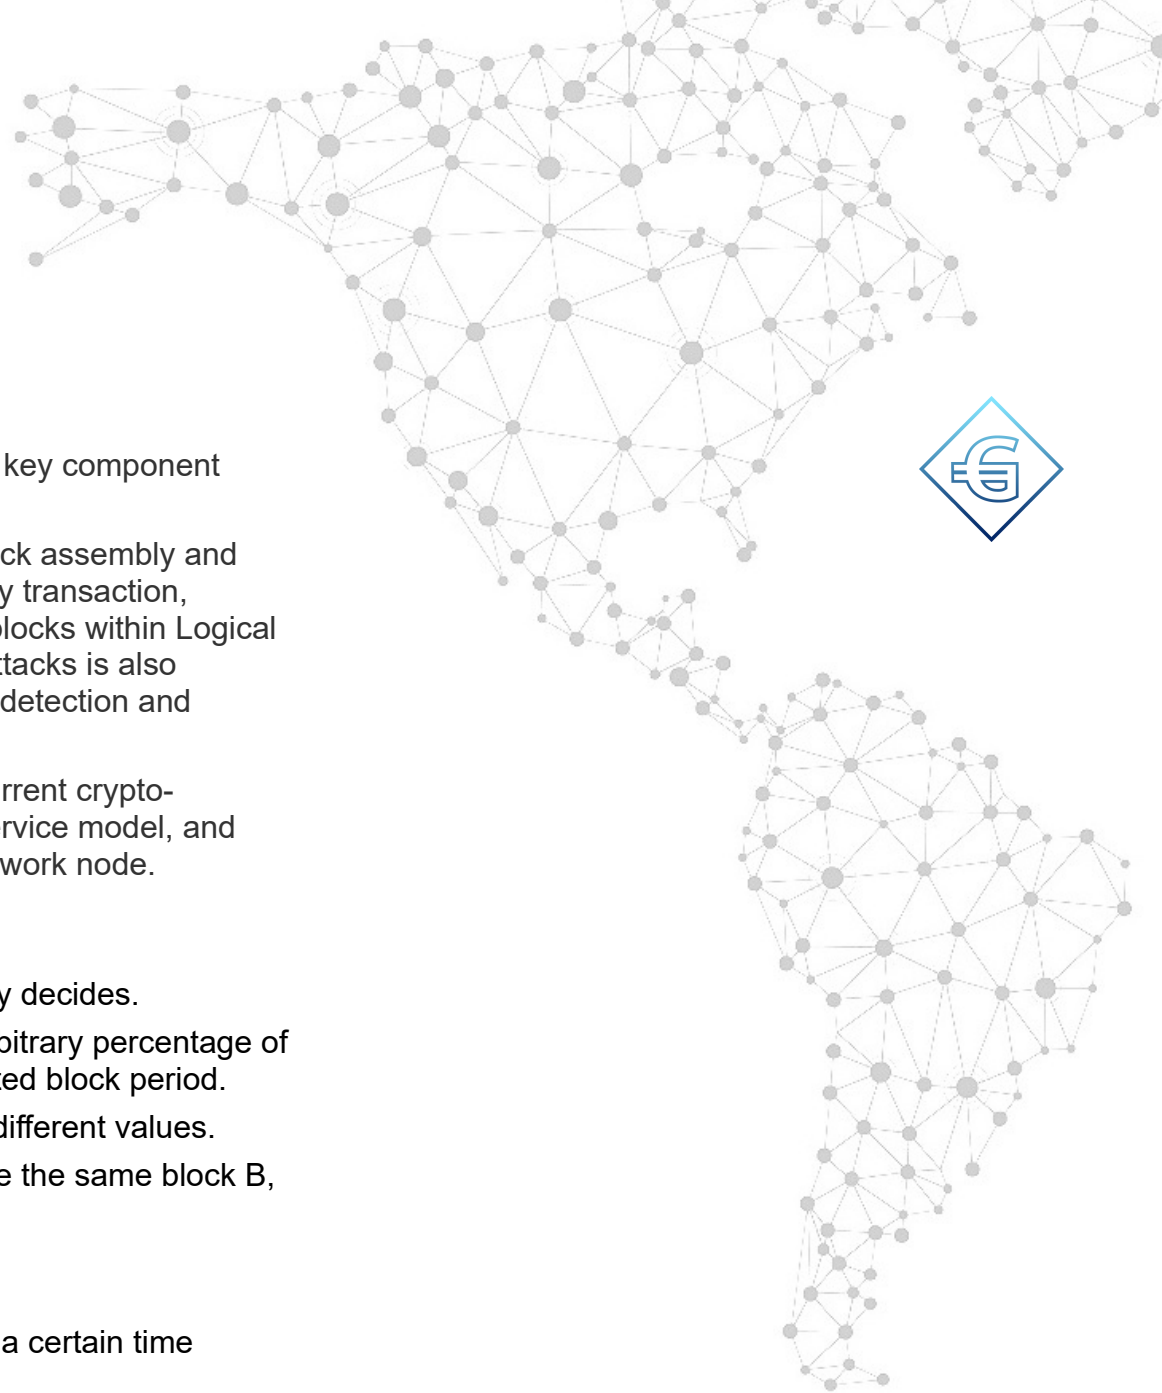 key component
ck assembly and
y transaction,
locks within Logical
ttacks is also
detection and
rrent crypto-
rvice model, and
work node.
y decides.
bitrary percentage of
ted block period.
different values.
e the same block B,
a certain time